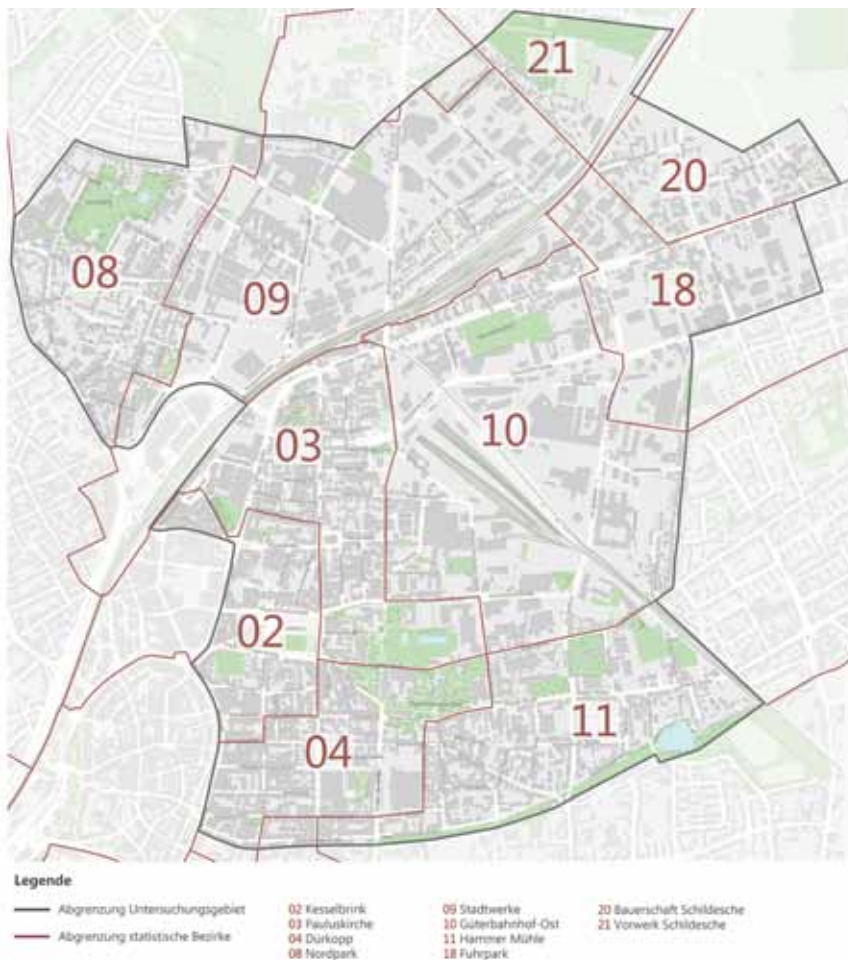 21
20
08
09
18
03
10
02
11
04
Legende
Abgrenzung Untersuchungsgebiet
Abgrenzung statistische Bezirke
02 Kesselbrink
03 Pauluskirche
04 Dürkopp
08 Nordpark
09 Stadtwerke
10 Güterbahnhof-Ost
11 Hammer Mühle
18 Fuhrpark
20 Bauerschaft Schildesche
21 Vorwerk Schildesche